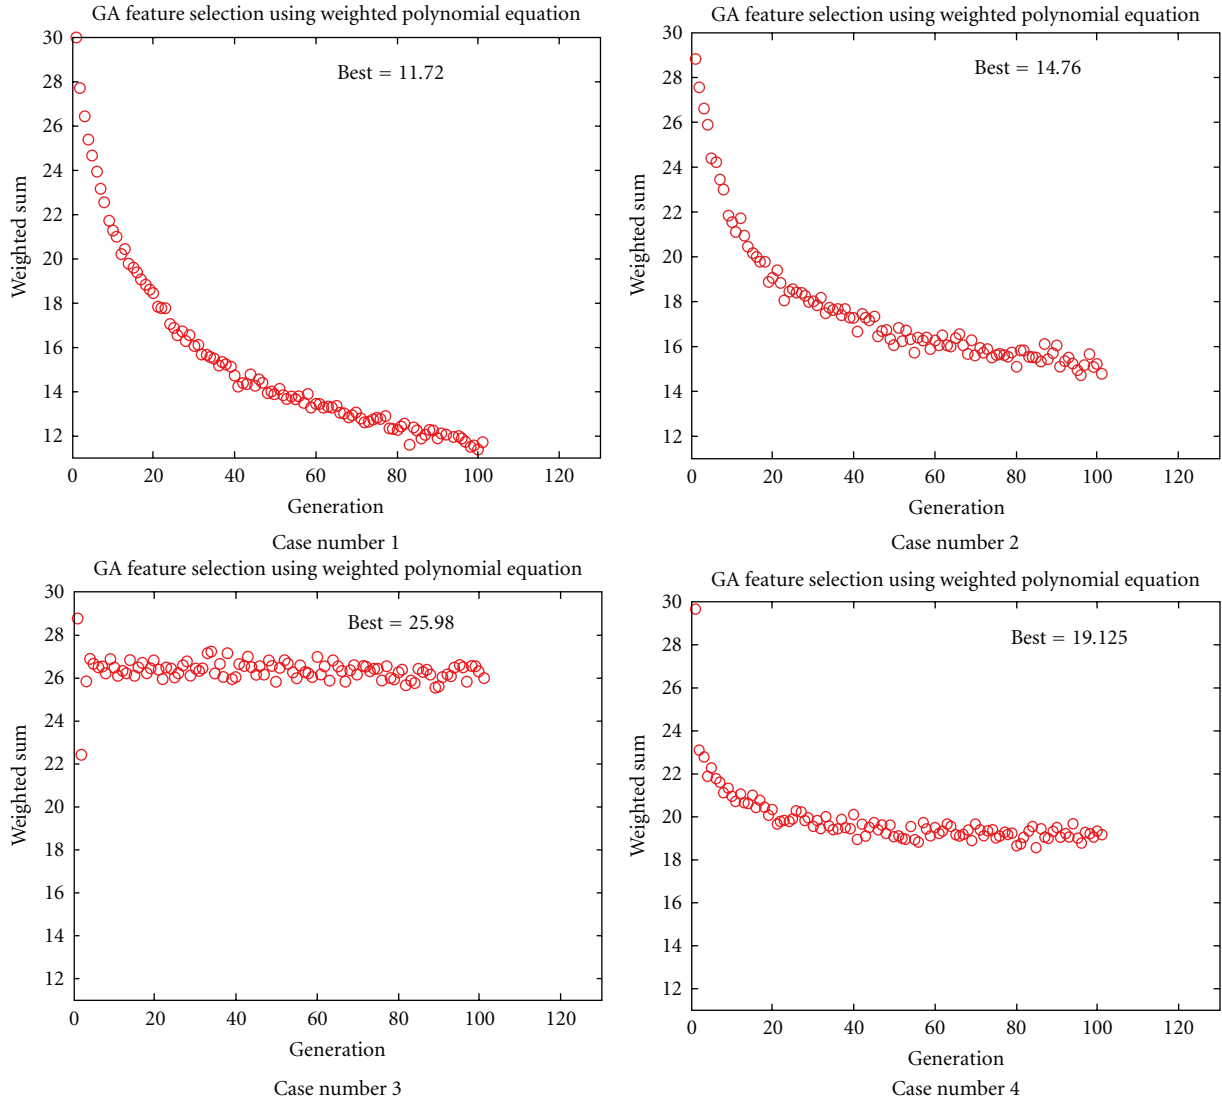 GA feature selection using weighted polynomial equation
30
28
26
24
22
20
18
16
14
12
Weighted sum
Best = 11.72
0 20 40 60 80 100 120
Generation
Case number 1
GA feature selection using weighted polynomial equation
30
28
26
24
22
20
18
16
14
12
Weighted sum
Best = 14.76
0 20 40 60 80 100 120
Generation
Case number 2
GA feature selection using weighted polynomial equation
30
28
26
24
22
20
18
16
14
12
Weighted sum
Best = 25.98
0 20 40 60 80 100 120
Generation
Case number 3
GA feature selection using weighted polynomial equation
30
28
26
24
22
20
18
16
14
12
Weighted sum
Best = 19.125
0 20 40 60 80 100 120
Generation
Case number 4